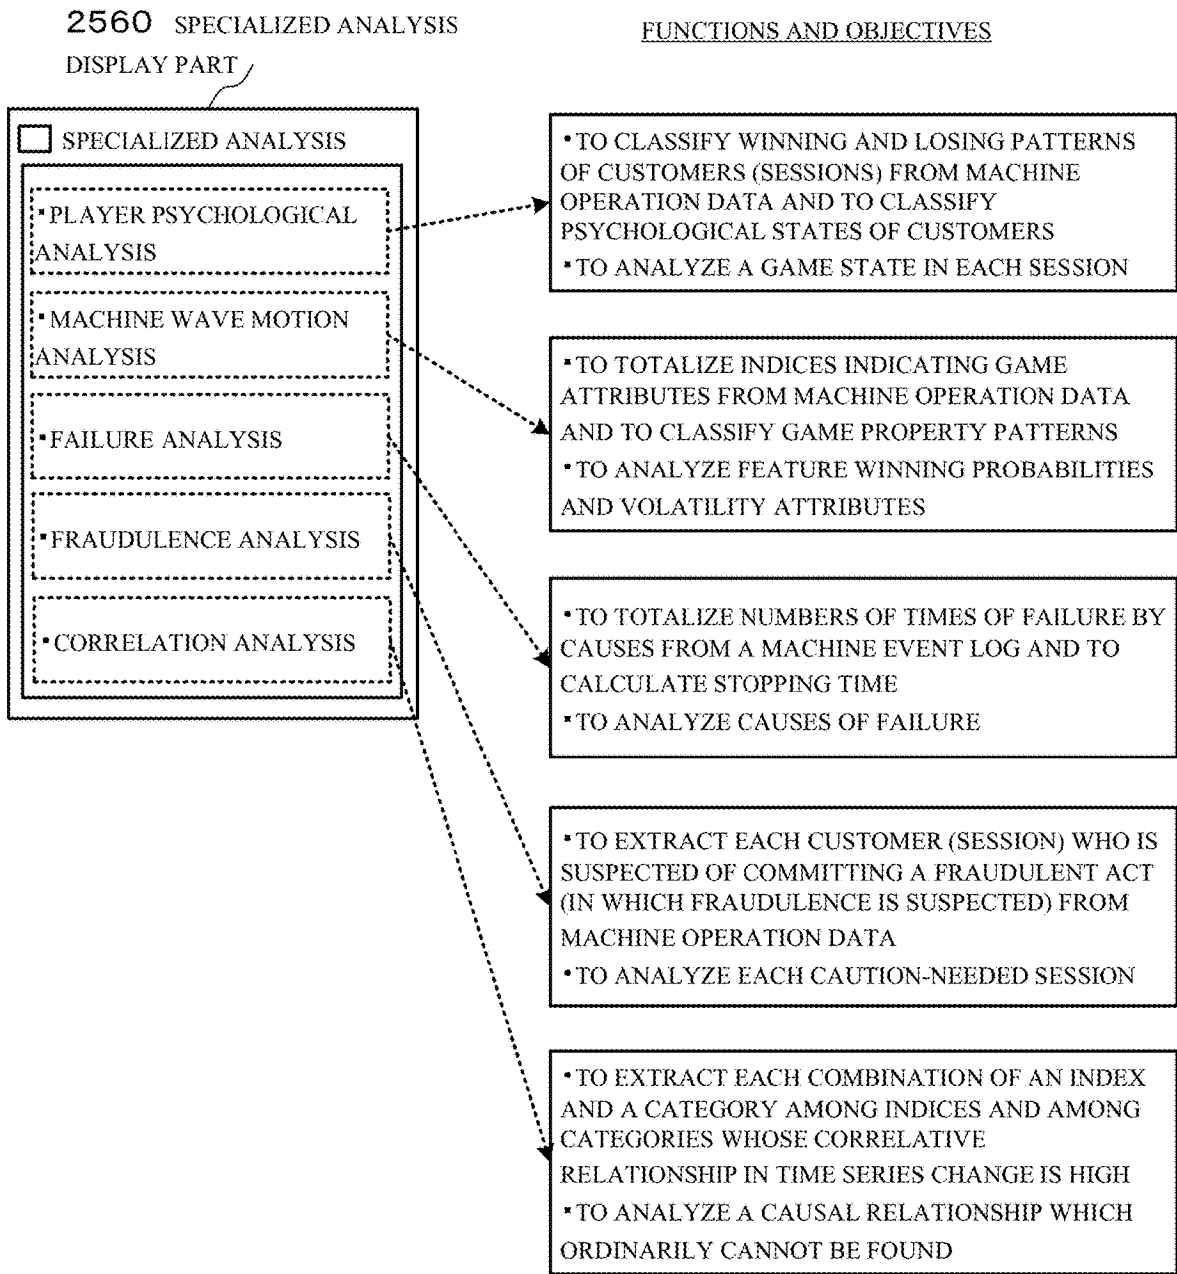 2560 SPECIALIZED ANALYSIS
DISPLAY PART
FUNCTIONS AND OBJECTIVES
SPECIALIZED ANALYSIS
▪PLAYER PSYCHOLOGICAL
ANALYSIS
▪MACHINE WAVE MOTION
ANALYSIS
▪FAILURE ANALYSIS
▪FRAUDULENCE ANALYSIS
▪CORRELATION ANALYSIS
▪TO CLASSIFY WINNING AND LOSING PATTERNS
OF CUSTOMERS (SESSIONS) FROM MACHINE
OPERATION DATA AND TO CLASSIFY
PSYCHOLOGICAL STATES OF CUSTOMERS
▪TO ANALYZE A GAME STATE IN EACH SESSION
▪TO TOTALIZE INDICES INDICATING GAME
ATTRIBUTES FROM MACHINE OPERATION DATA
AND TO CLASSIFY GAME PROPERTY PATTERNS
▪TO ANALYZE FEATURE WINNING PROBABILITIES
AND VOLATILITY ATTRIBUTES
▪TO TOTALIZE NUMBERS OF TIMES OF FAILURE BY
CAUSES FROM A MACHINE EVENT LOG AND TO
CALCULATE STOPPING TIME
▪TO ANALYZE CAUSES OF FAILURE
▪TO EXTRACT EACH CUSTOMER (SESSION) WHO IS
SUSPECTED OF COMMITTING A FRAUDULENT ACT
(IN WHICH FRAUDULENCE IS SUSPECTED) FROM
MACHINE OPERATION DATA
▪TO ANALYZE EACH CAUTION-NEEDED SESSION
▪TO EXTRACT EACH COMBINATION OF AN INDEX
AND A CATEGORY AMONG INDICES AND AMONG
CATEGORIES WHOSE CORRELATIVE
RELATIONSHIP IN TIME SERIES CHANGE IS HIGH
▪TO ANALYZE A CAUSAL RELATIONSHIP WHICH
ORDINARILY CANNOT BE FOUND